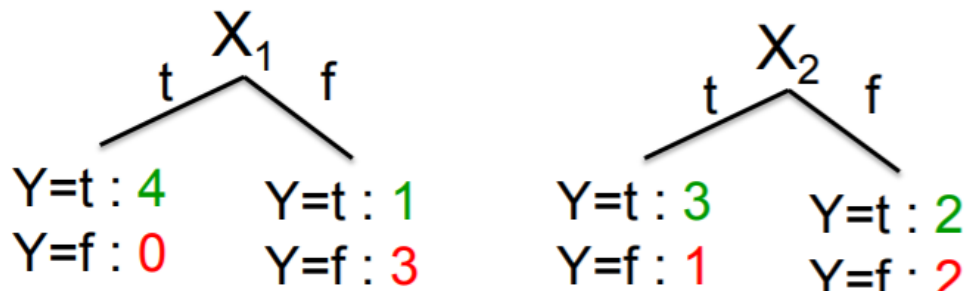 X₁
t f
Y=t : 4
Y=f : 0
Y=t : 1
Y=f : 3
X₂
t f
Y=t : 3
Y=f : 1
Y=t : 2
Y=f : 2